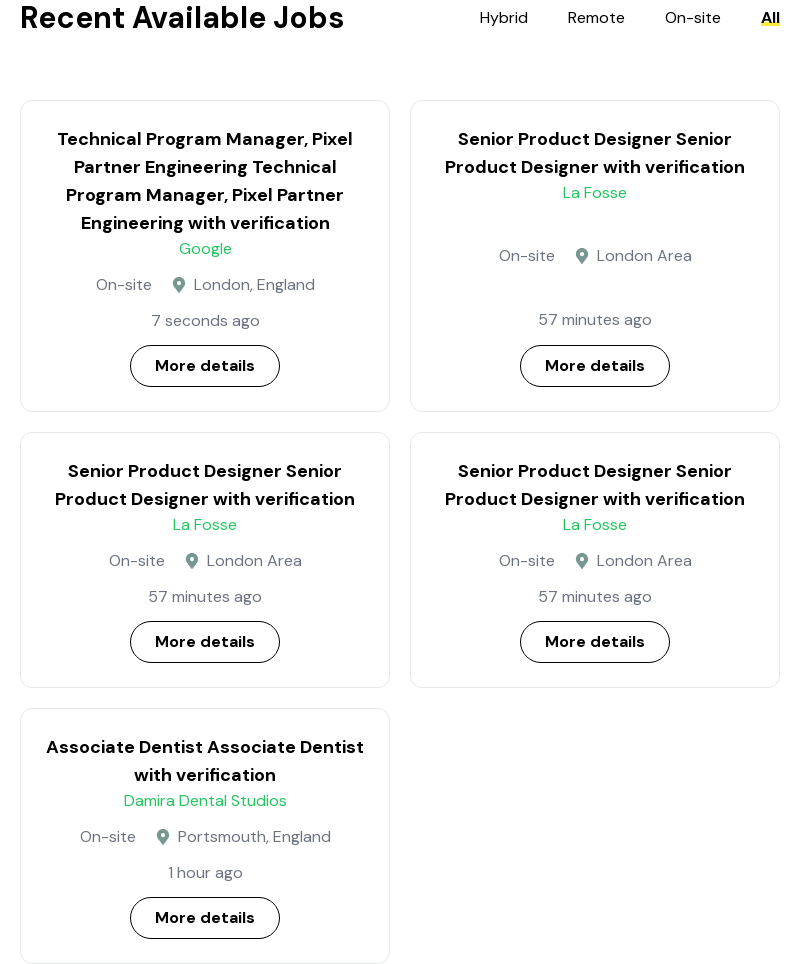 Recent Available Jobs
Hybrid Remote On-site All
Technical Program Manager, Pixel
Partner Engineering Technical
Program Manager, Pixel Partner
Engineering with verification
Google
On-site London, England
7 seconds ago
More details
Senior Product Designer Senior
Product Designer with verification
La Fosse
On-site London Area
57 minutes ago
More details
Senior Product Designer Senior
Product Designer with verification
La Fosse
On-site London Area
57 minutes ago
More details
Senior Product Designer Senior
Product Designer with verification
La Fosse
On-site London Area
57 minutes ago
More details
Associate Dentist Associate Dentist
with verification
Damira Dental Studios
On-site Portsmouth, England
1 hour ago
More details